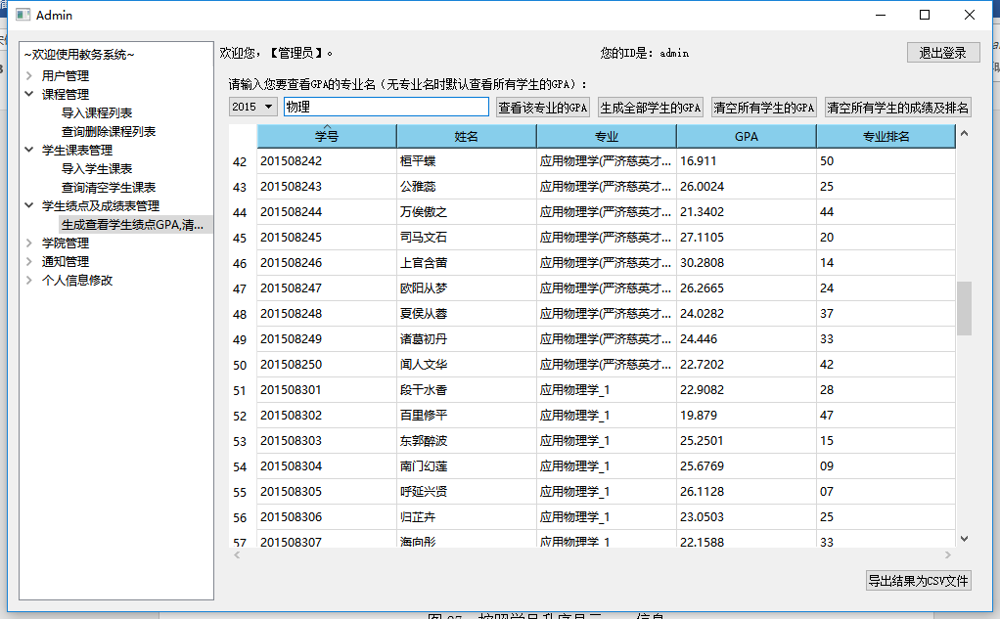 Admin
~欢迎使用教务系统~
用户管理
课程管理
导入课程列表
查询删除课程列表
学生课表管理
导入学生课表
查询清空学生课表
学生绩点及成绩表管理
生成查看学生绩点GPA,清...
学院管理
通知管理
个人信息修改
欢迎您，【管理员】。 您的ID是：admin 退出登录
请输入您要查看GPA的专业名（无专业名时默认查看所有学生的GPA）：
2015 物理 查看该专业的GPA 生成全部学生的GPA 清空所有学生的GPA 清空所有学生的成绩及排名
学号 姓名 专业 GPA 专业排名
42 201508242 桓平蝶 应用物理学(严济慈英才... 16.911 50
43 201508243 公雅蕊 应用物理学(严济慈英才... 26.0024 25
44 201508244 万俟傲之 应用物理学(严济慈英才... 21.3402 44
45 201508245 司马文石 应用物理学(严济慈英才... 27.1105 20
46 201508246 上官含菌 应用物理学(严济慈英才... 30.2808 14
47 201508247 欧阳从梦 应用物理学(严济慈英才... 26.2665 24
48 201508248 夏侯从蓉 应用物理学(严济慈英才... 24.0282 37
49 201508249 诸葛初丹 应用物理学(严济慈英才... 24.446 33
50 201508250 闻人文华 应用物理学(严济慈英才... 22.7202 42
51 201508301 段干水香 应用物理学_1 22.9082 28
52 201508302 百里修平 应用物理学_1 19.879 47
53 201508303 东郭醉波 应用物理学_1 25.2501 15
54 201508304 南门幻莲 应用物理学_1 25.6769 09
55 201508305 呼延兴贤 应用物理学_1 26.1128 07
56 201508306 归芷卉 应用物理学_1 23.0503 25
57 201508307 海向彤 应用物理学_1 22.1588 33
导出结果为CSV文件